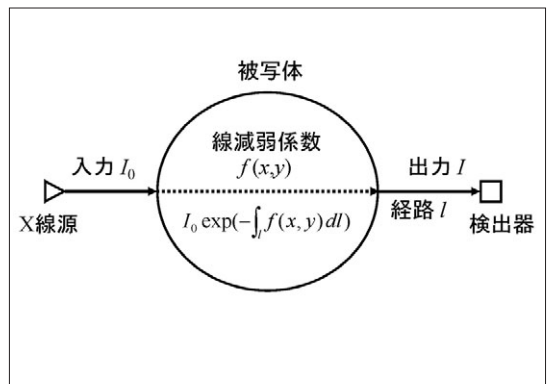 被写体
線減弱係数
f(x,y)
入力 I₀
出力 I
X線源
I₀ exp(−∫ₗ f(x, y) dl)
経路 l
検出器